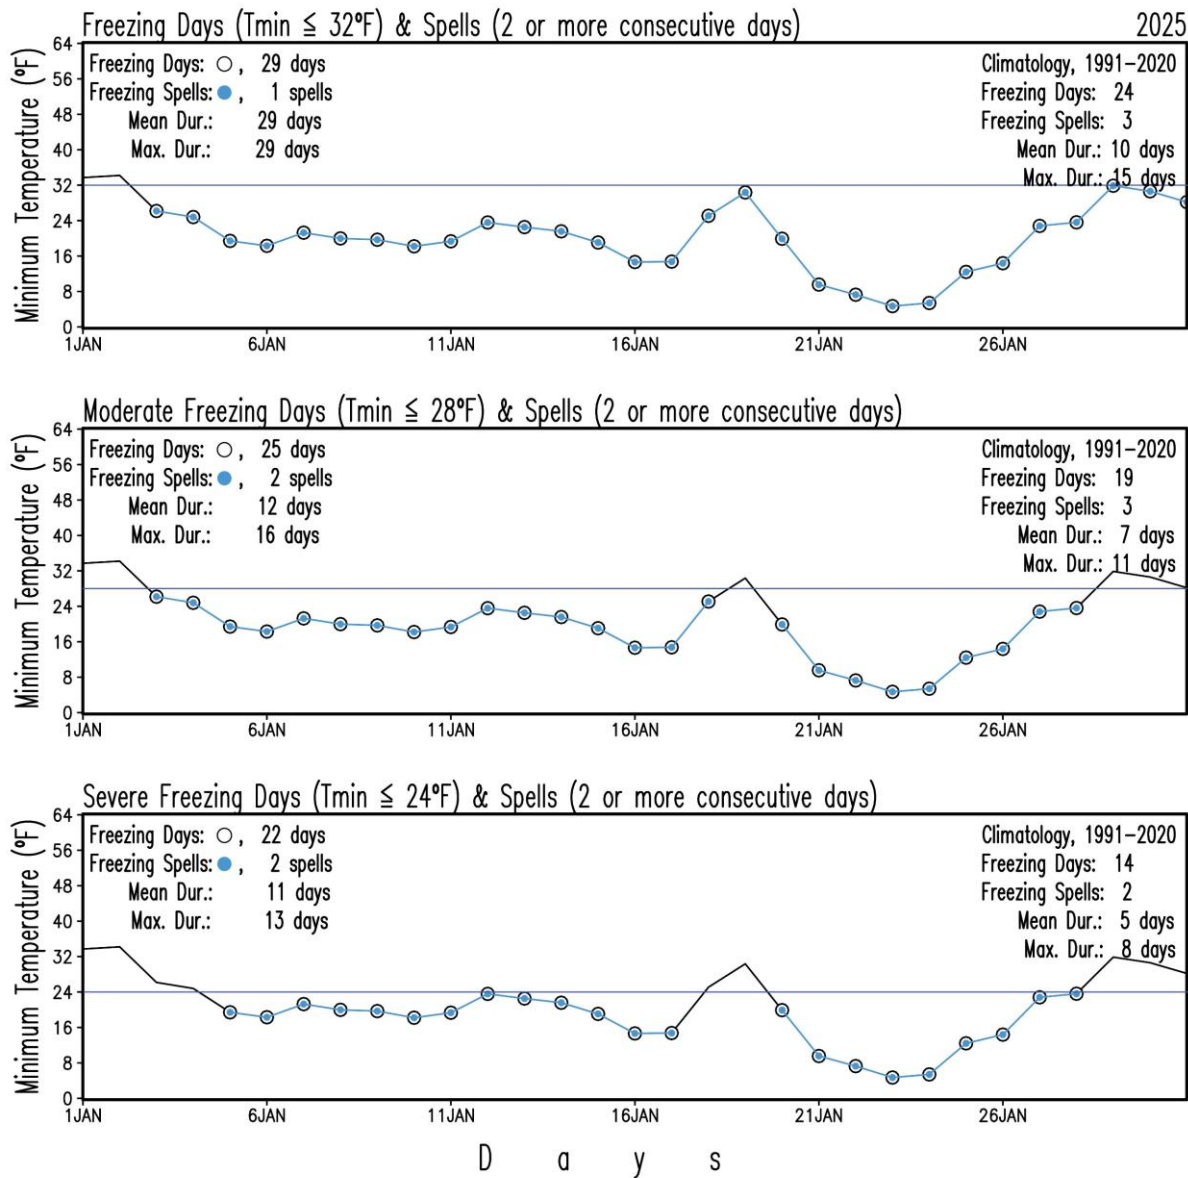 Freezing Days (Tmin ≦ 32ºF) & Spells (2 or more consecutive days) 2025
Minimum Temperature (ºF)
64
56
48
40
32
24
16
8
0
Freezing Days: ○, 29 days
Freezing Spells: ●, 1 spells
Mean Dur.: 29 days
Max. Dur.: 29 days
Climatology, 1991-2020
Freezing Days: 24
Freezing Spells: 3
Mean Dur.: 10 days
Max. Dur.: 15 days
1JAN 6JAN 11JAN 16JAN 21JAN 26JAN
Moderate Freezing Days (Tmin ≦ 28ºF) & Spells (2 or more consecutive days)
Minimum Temperature (ºF)
64
56
48
40
32
24
16
8
0
Freezing Days: ○, 25 days
Freezing Spells: ●, 2 spells
Mean Dur.: 12 days
Max. Dur.: 16 days
Climatology, 1991-2020
Freezing Days: 19
Freezing Spells: 3
Mean Dur.: 7 days
Max. Dur.: 11 days
1JAN 6JAN 11JAN 16JAN 21JAN 26JAN
Severe Freezing Days (Tmin ≦ 24ºF) & Spells (2 or more consecutive days)
Minimum Temperature (ºF)
64
56
48
40
32
24
16
8
0
Freezing Days: ○, 22 days
Freezing Spells: ●, 2 spells
Mean Dur.: 11 days
Max. Dur.: 13 days
Climatology, 1991-2020
Freezing Days: 14
Freezing Spells: 2
Mean Dur.: 5 days
Max. Dur.: 8 days
1JAN 6JAN 11JAN 16JAN 21JAN 26JAN
D a y s